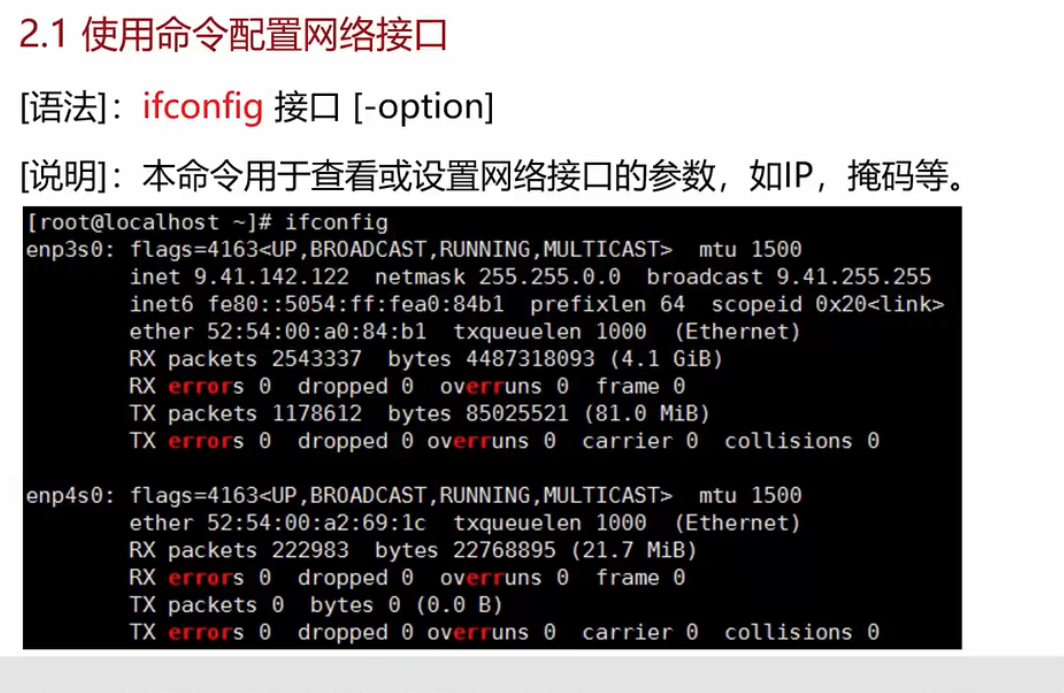 2.1 使用命令配置网络接口
[语法]：ifconfig 接口 [-option]
[说明]：本命令用于查看或设置网络接口的参数，如IP，掩码等。
[root@localhost ~]# ifconfig
enp3s0: flags=4163<UP,BROADCAST,RUNNING,MULTICAST>  mtu 1500
inet 9.41.142.122  netmask 255.255.0.0  broadcast 9.41.255.255
inet6 fe80::5054:ff:fea0:84b1  prefixlen 64  scopeid 0x20<link>
ether 52:54:00:a0:84:b1  txqueuelen 1000  (Ethernet)
RX packets 2543337  bytes 4487318093 (4.1 GiB)
RX errors 0  dropped 0  overruns 0  frame 0
TX packets 1178612  bytes 85025521 (81.0 MiB)
TX errors 0  dropped 0 overruns 0  carrier 0  collisions 0
enp4s0: flags=4163<UP,BROADCAST,RUNNING,MULTICAST>  mtu 1500
ether 52:54:00:a2:69:1c  txqueuelen 1000  (Ethernet)
RX packets 222983  bytes 22768895 (21.7 MiB)
RX errors 0  dropped 0  overruns 0  frame 0
TX packets 0  bytes 0 (0.0 B)
TX errors 0  dropped 0 overruns 0  carrier 0  collisions 0